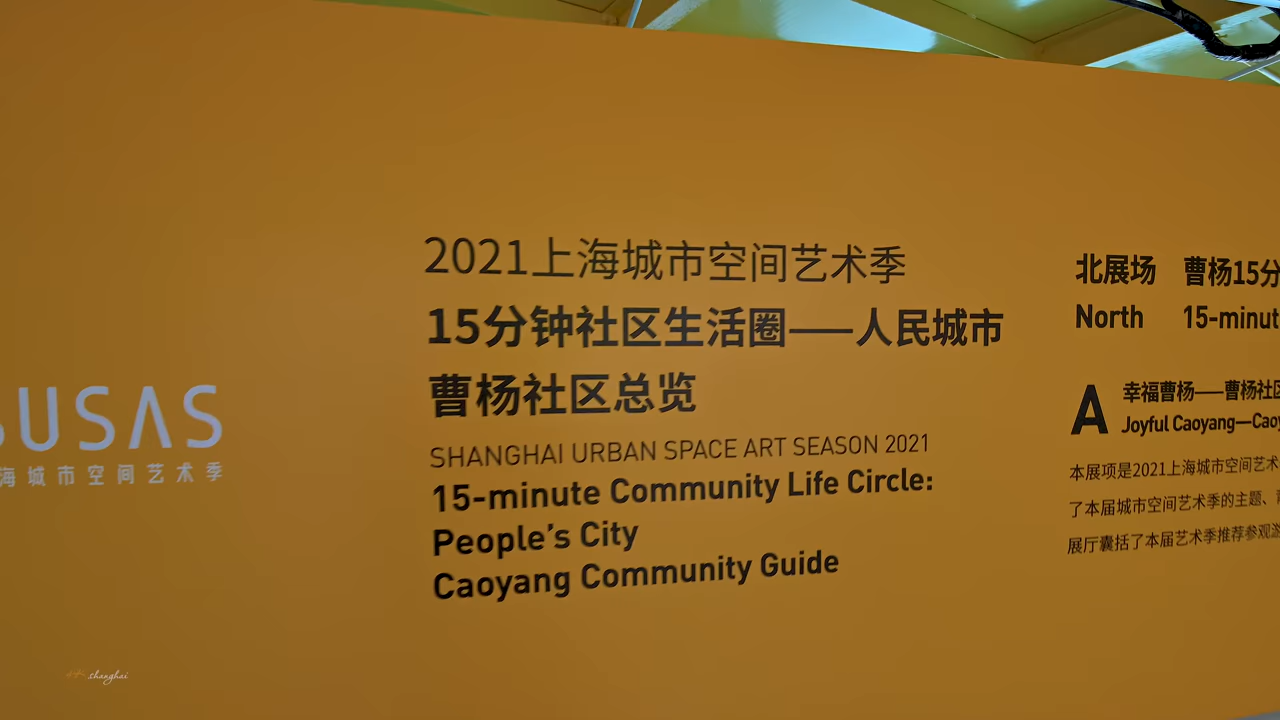 SUSAS
海城市空间艺术季
2021上海城市空间艺术季
15分钟社区生活圈——人民城市
曹杨社区总览
SHANGHAI URBAN SPACE ART SEASON 2021
15-minute Community Life Circle:
People's City
Caoyang Community Guide
北展场 曹杨15分
North 15-minut
A
幸福曹杨——曹杨社区
Joyful Caoyang—Caoy
本展项是2021上海城市空间艺术
了本届城市空间艺术季的主题、
展厅囊括了本届艺术季推荐参观游
shanghai